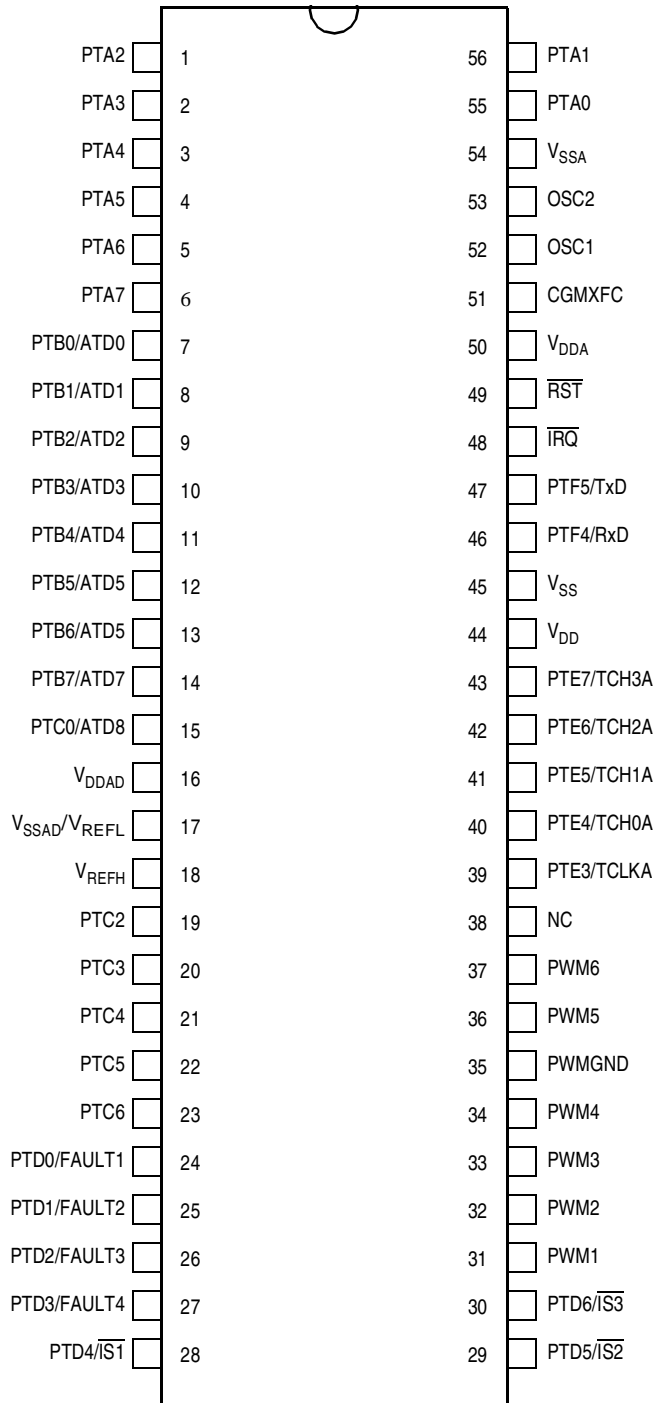 PTA2 1 56 PTA1
PTA3 2 55 PTA0
PTA4 3 54 VSSA
PTA5 4 53 OSC2
PTA6 5 52 OSC1
PTA7 6 51 CGMXFC
PTB0/ATD0 7 50 VDDA
PTB1/ATD1 8 49 RST
PTB2/ATD2 9 48 IRQ
PTB3/ATD3 10 47 PTF5/TxD
PTB4/ATD4 11 46 PTF4/RxD
PTB5/ATD5 12 45 VSS
PTB6/ATD5 13 44 VDD
PTB7/ATD7 14 43 PTE7/TCH3A
PTC0/ATD8 15 42 PTE6/TCH2A
VDDAD 16 41 PTE5/TCH1A
VSSAD/VREFL 17 40 PTE4/TCH0A
VREFH 18 39 PTE3/TCLKA
PTC2 19 38 NC
PTC3 20 37 PWM6
PTC4 21 36 PWM5
PTC5 22 35 PWMGND
PTC6 23 34 PWM4
PTD0/FAULT1 24 33 PWM3
PTD1/FAULT2 25 32 PWM2
PTD2/FAULT3 26 31 PWM1
PTD3/FAULT4 27 30 PTD6/IS3
PTD4/IS1 28 29 PTD5/IS2